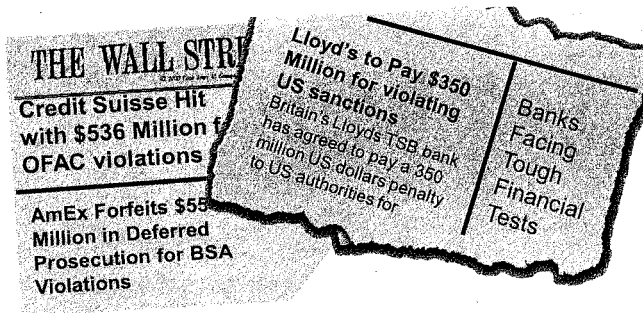 THE WALL STRE
Credit Suisse Hit
with $536 Million f
OFAC violations
AmEx Forfeits $55
Million in Deferred
Prosecution for BSA
Violations
Lloyd's to Pay $350
Million for violating
US sanctions
Britain's Lloyds TSB bank
has agreed to pay a 350
million US dollars penalty
to US authorities for
Banks
Facing
Tough
Financial
Tests